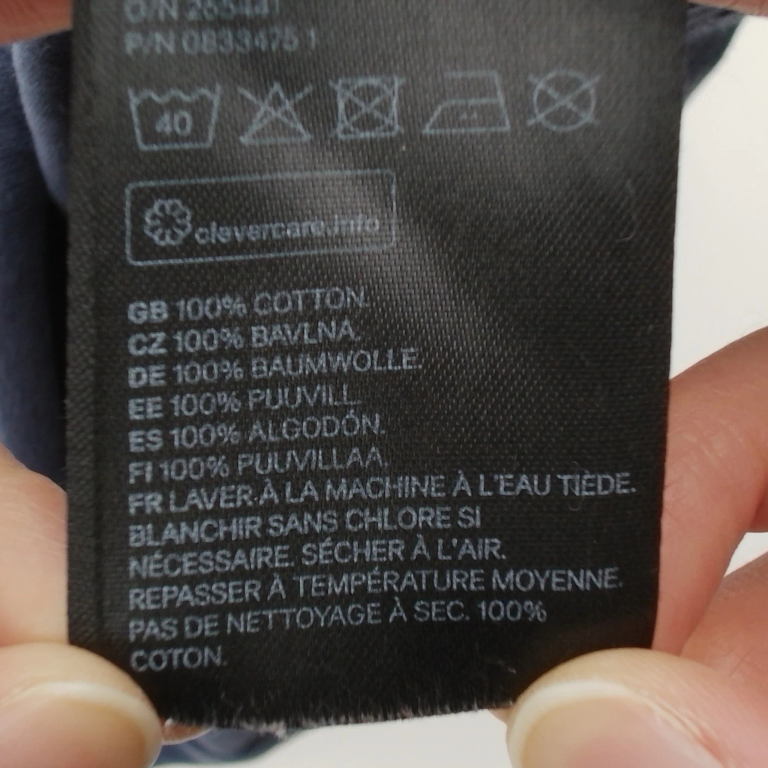 O/N 255441
P/N 0833475 1
40
clevercare.info
GB 100% COTTON.
CZ 100% BAVLNA.
DE 100% BAUMWOLLE.
EE 100% PUUVILL.
ES 100% ALGODÓN.
FI 100% PUUVILLAA.
FR LAVER À LA MACHINE À L'EAU TIÈDE.
BLANCHIR SANS CHLORE SI
NÉCESSAIRE. SÉCHER À L'AIR.
REPASSER À TEMPÉRATURE MOYENNE.
PAS DE NETTOYAGE À SEC. 100%
COTON.